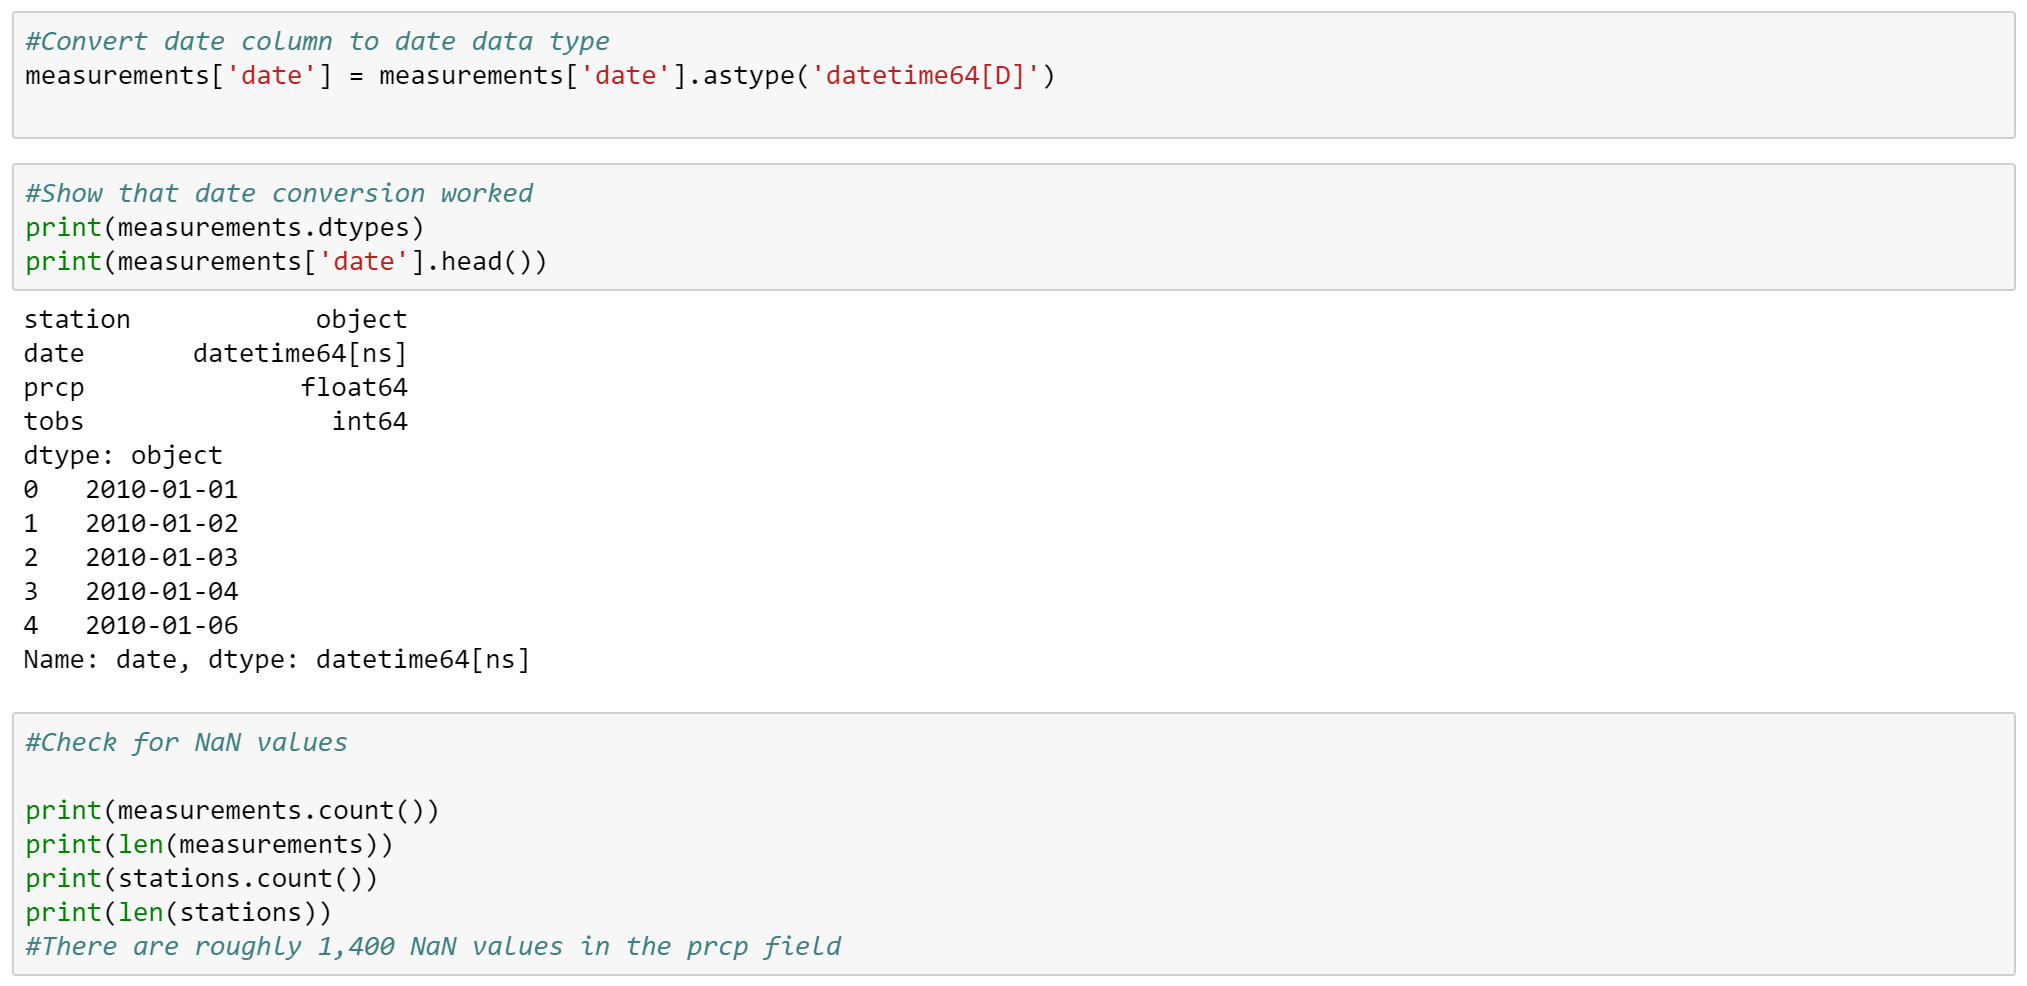 #Convert date column to date data type
measurements['date'] = measurements['date'].astype('datetime64[D]')
#Show that date conversion worked
print(measurements.dtypes)
print(measurements['date'].head())
station            object
date       datetime64[ns]
prcp              float64
tobs                int64
dtype: object
0   2010-01-01
1   2010-01-02
2   2010-01-03
3   2010-01-04
4   2010-01-06
Name: date, dtype: datetime64[ns]
#Check for NaN values
print(measurements.count())
print(len(measurements))
print(stations.count())
print(len(stations))
#There are roughly 1,400 NaN values in the prcp field